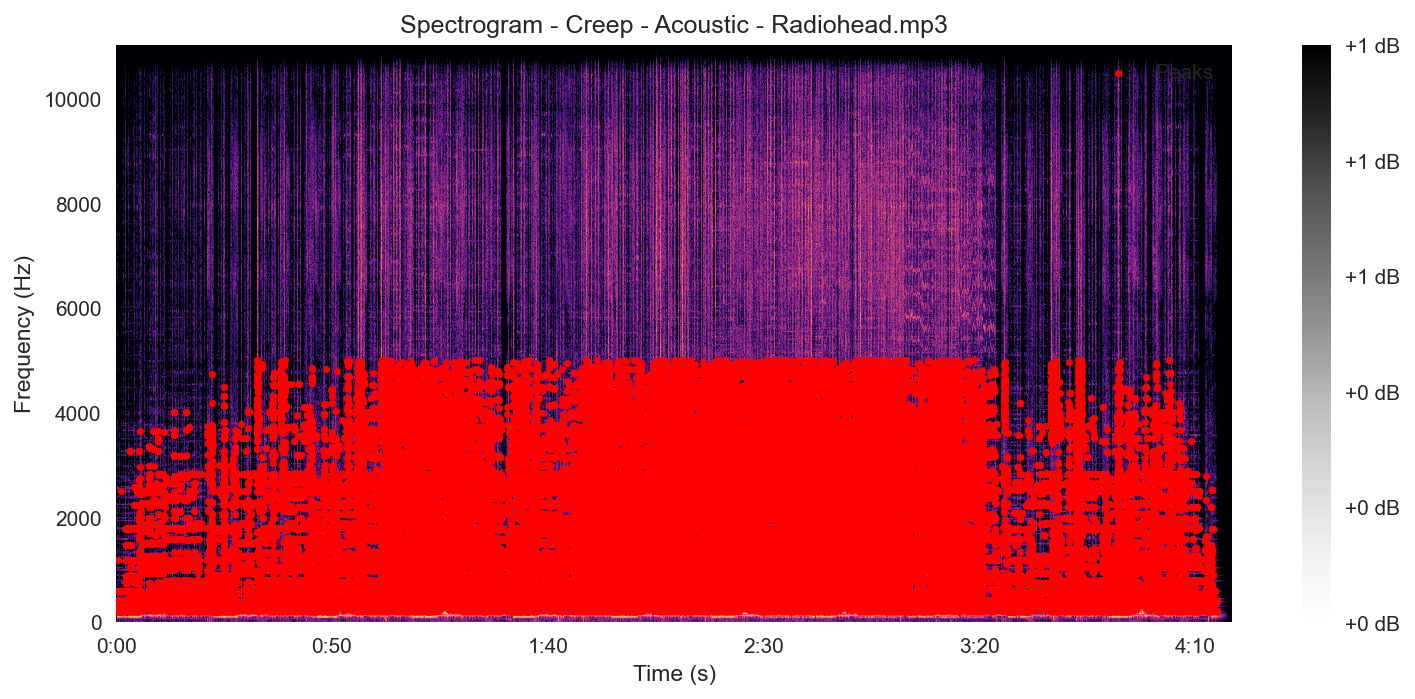 Spectrogram - Creep - Acoustic - Radiohead.mp3
Peaks
Frequency (Hz)
10000
8000
6000
4000
2000
0
0:00 0:50 1:40 2:30 3:20 4:10
Time (s)
+1 dB
+1 dB
+1 dB
+0 dB
+0 dB
+0 dB